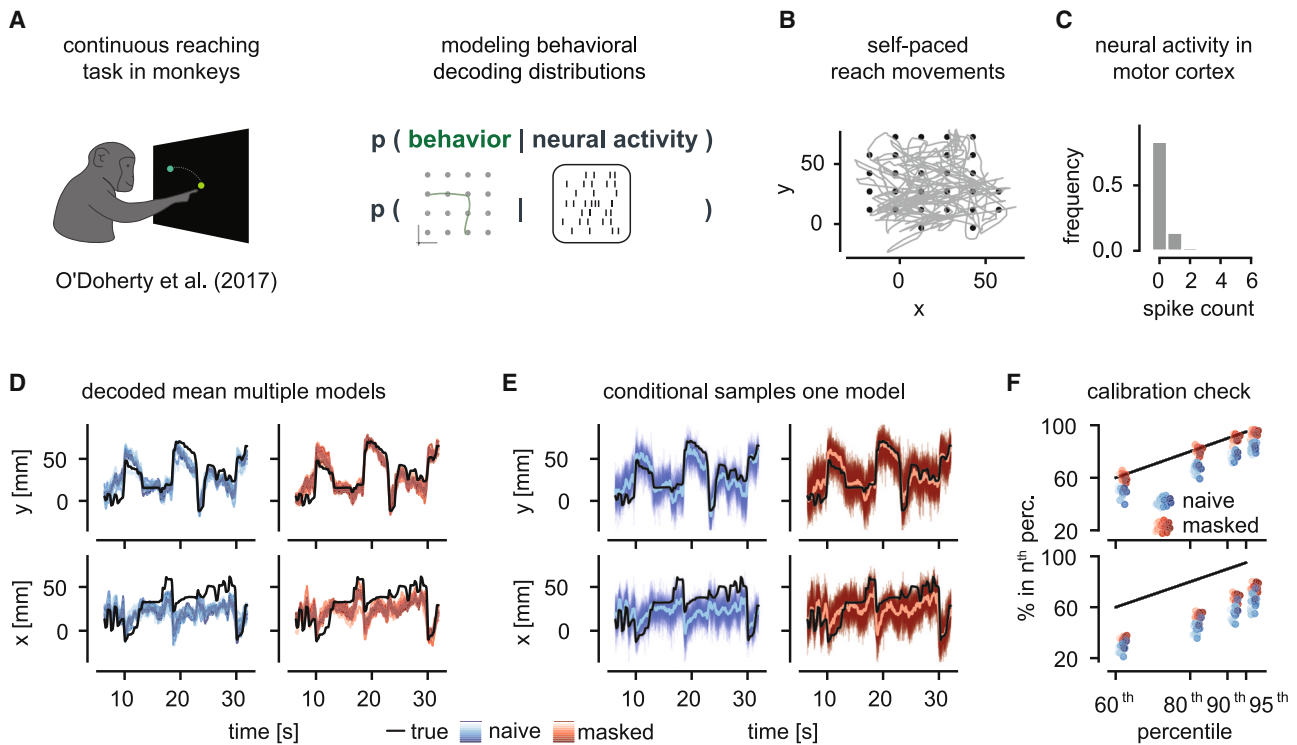 A
continuous reaching
task in monkeys
O'Doherty et al. (2017)
modeling behavioral
decoding distributions
p ( behavior | neural activity )
p ( | )
B
self-paced
reach movements
y
50
0
0 50
x
C
neural activity in
motor cortex
frequency
0.5
0.0
0 2 4 6
spike count
D
decoded mean multiple models
y [mm]
50
0
x [mm]
50
0
10 20 30
10 20 30
time [s]
E
conditional samples one model
y [mm]
50
0
x [mm]
50
0
10 20 30
10 20 30
time [s]
true naive masked
F
calibration check
% in nth perc.
100
60
20
naive
masked
100
60
20
60th 80th 90th 95th
percentile